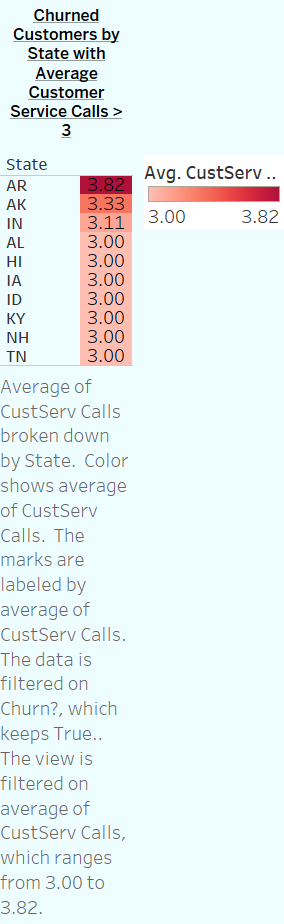 Churned
Customers by
State with
Average
Customer
Service Calls >
3
State
AR 3.82
AK 3.33
IN 3.11
AL 3.00
HI 3.00
IA 3.00
ID 3.00
KY 3.00
NH 3.00
TN 3.00
Avg. CustServ ..
3.00 3.82
Average of
CustServ Calls
broken down
by State.  Color
shows average
of CustServ
Calls.  The
marks are
labeled by
average of
CustServ Calls.
The data is
filtered on
Churn?, which
keeps True..
The view is
filtered on
average of
CustServ Calls,
which ranges
from 3.00 to
3.82.